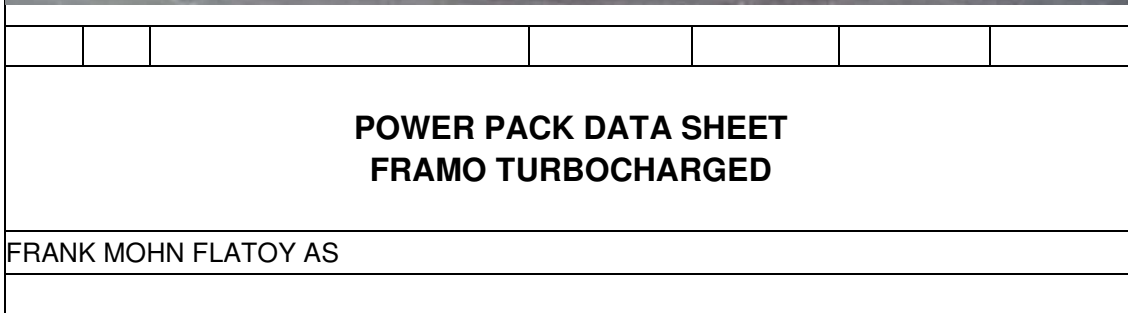 POWER PACK DATA SHEET
FRAMO TURBOCHARGED
FRANK MOHN FLATOY AS